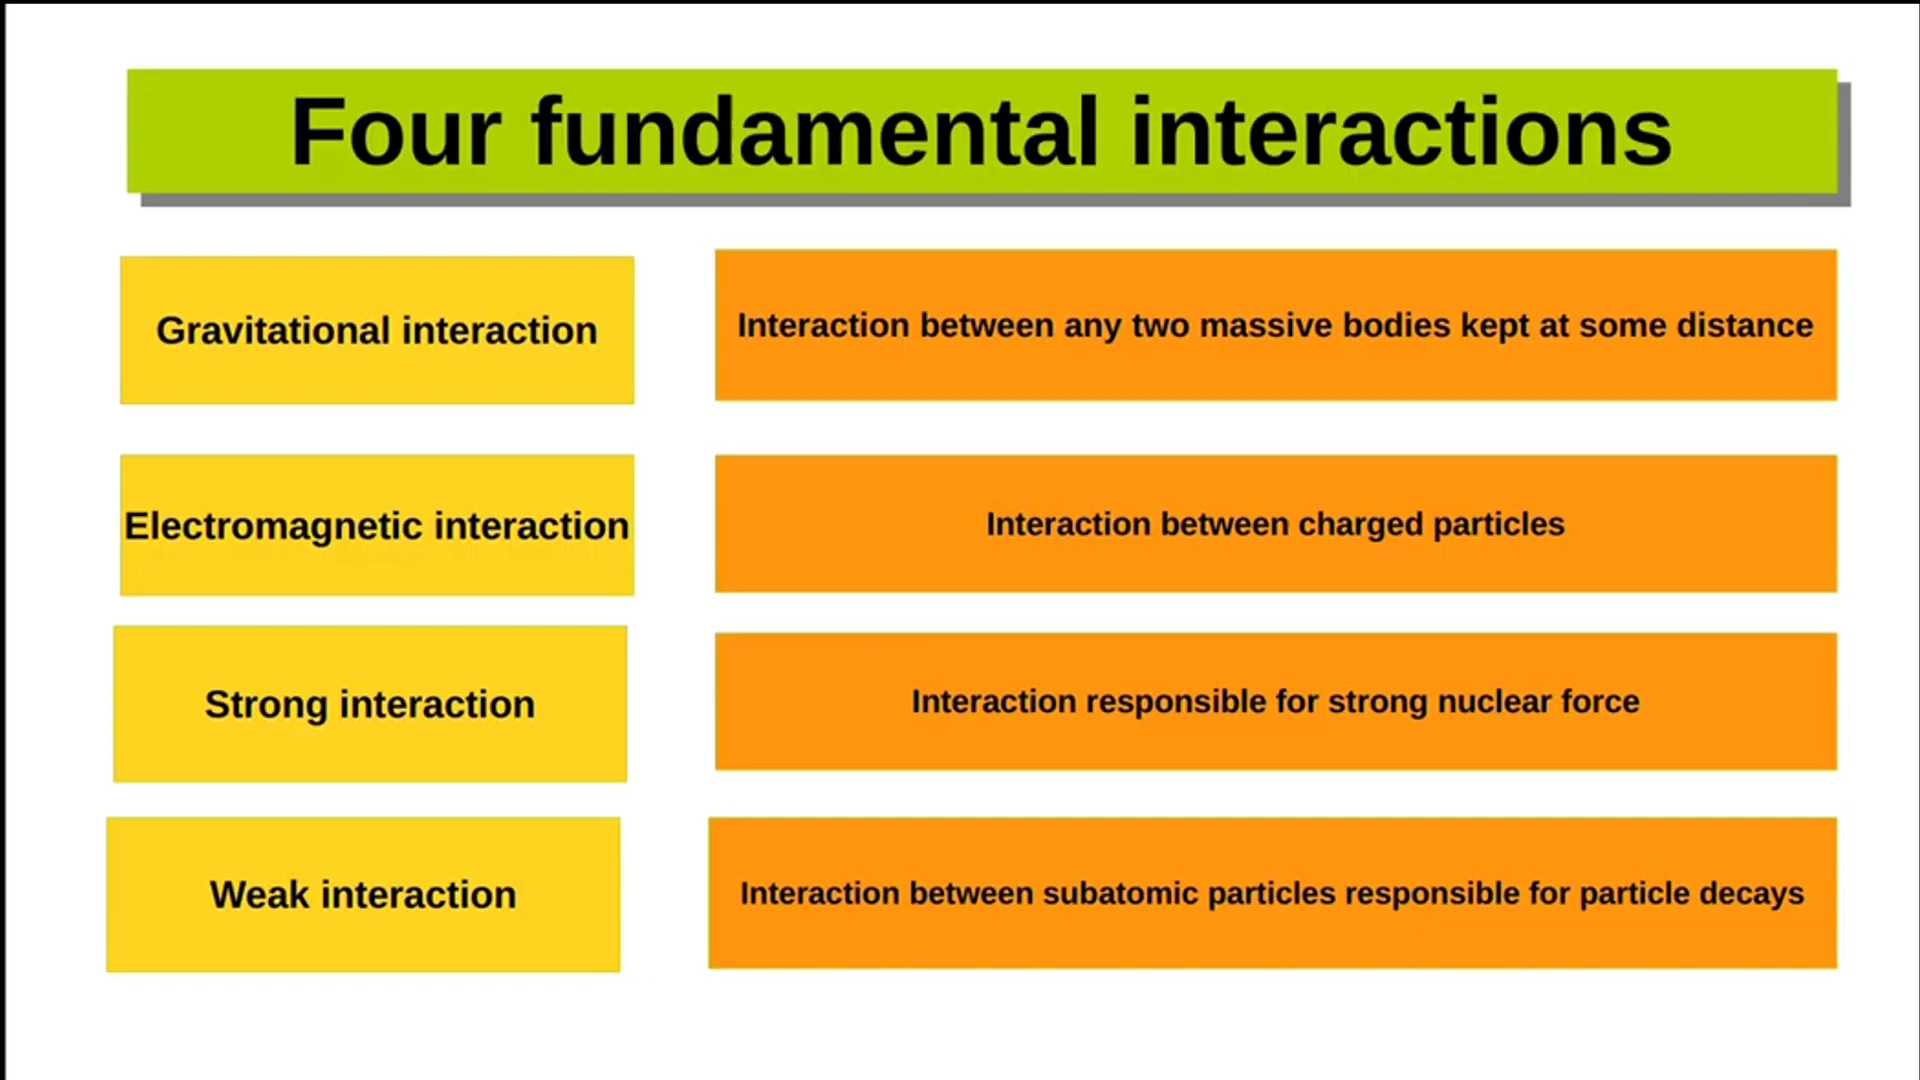 Four fundamental interactions
Gravitational interaction
Interaction between any two massive bodies kept at some distance
Electromagnetic interaction
Interaction between charged particles
Strong interaction
Interaction responsible for strong nuclear force
Weak interaction
Interaction between subatomic particles responsible for particle decays